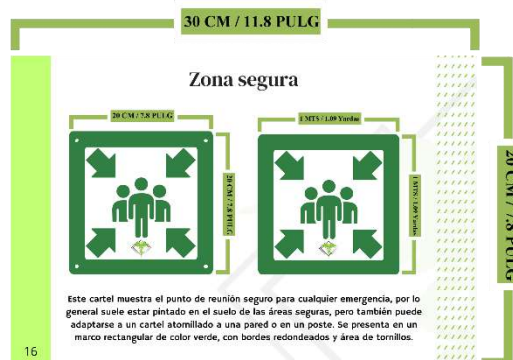 30 CM / 11.8 PULG
Zona segura
20 CM / 7.8 PULG
1 MTS / 1.09 Yardas
20 CM / 7.8 PULG
1 MTS / 1.09 Yardas
20 CM / 7.8 PULG
Este cartel muestra el punto de reunión seguro para cualquier emergencia, por lo
general suele estar pintado en el suelo de las áreas seguras, pero también puede
adaptarse a un cartel atornillado a una pared o en un poste. Se presenta en un
marco rectangular de color verde, con bordes redondeados y área de tornillos.
16